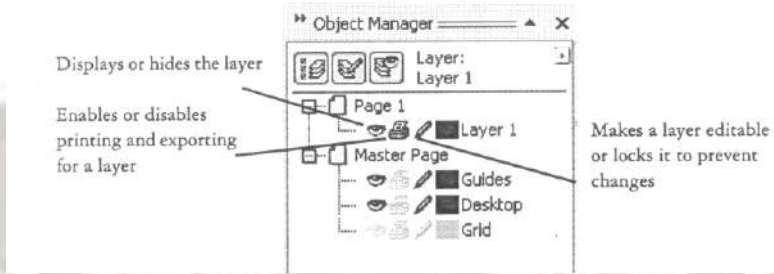 Object Manager
Displays or hides the layer
Layer:
Layer 1
Enables or disables
printing and exporting
for a layer
Page 1
Layer 1
Makes a layer editable
or locks it to prevent
changes
Master Page
Guides
Desktop
Grid